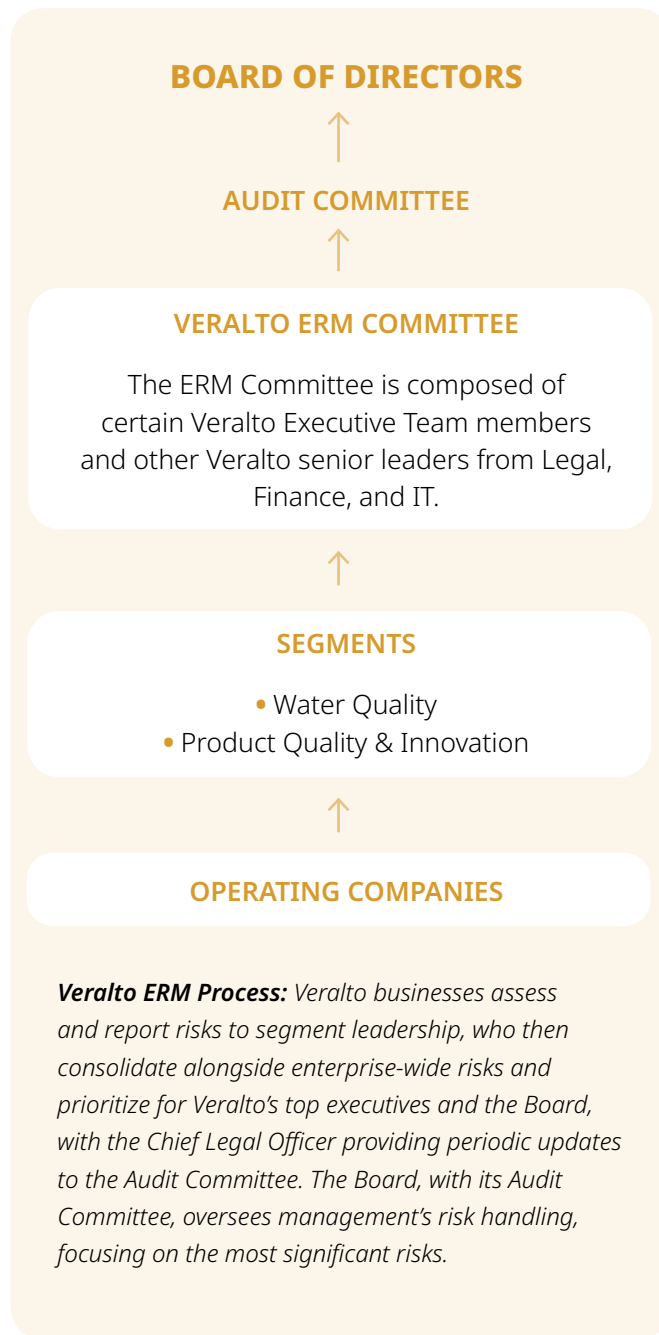 BOARD OF DIRECTORS
AUDIT COMMITTEE
VERALTO ERM COMMITTEE
The ERM Committee is composed of
certain Veralto Executive Team members
and other Veralto senior leaders from Legal,
Finance, and IT.
SEGMENTS
• Water Quality
• Product Quality & Innovation
OPERATING COMPANIES
Veralto ERM Process: Veralto businesses assess
and report risks to segment leadership, who then
consolidate alongside enterprise-wide risks and
prioritize for Veralto’s top executives and the Board,
with the Chief Legal Officer providing periodic updates
to the Audit Committee. The Board, with its Audit
Committee, oversees management’s risk handling,
focusing on the most significant risks.